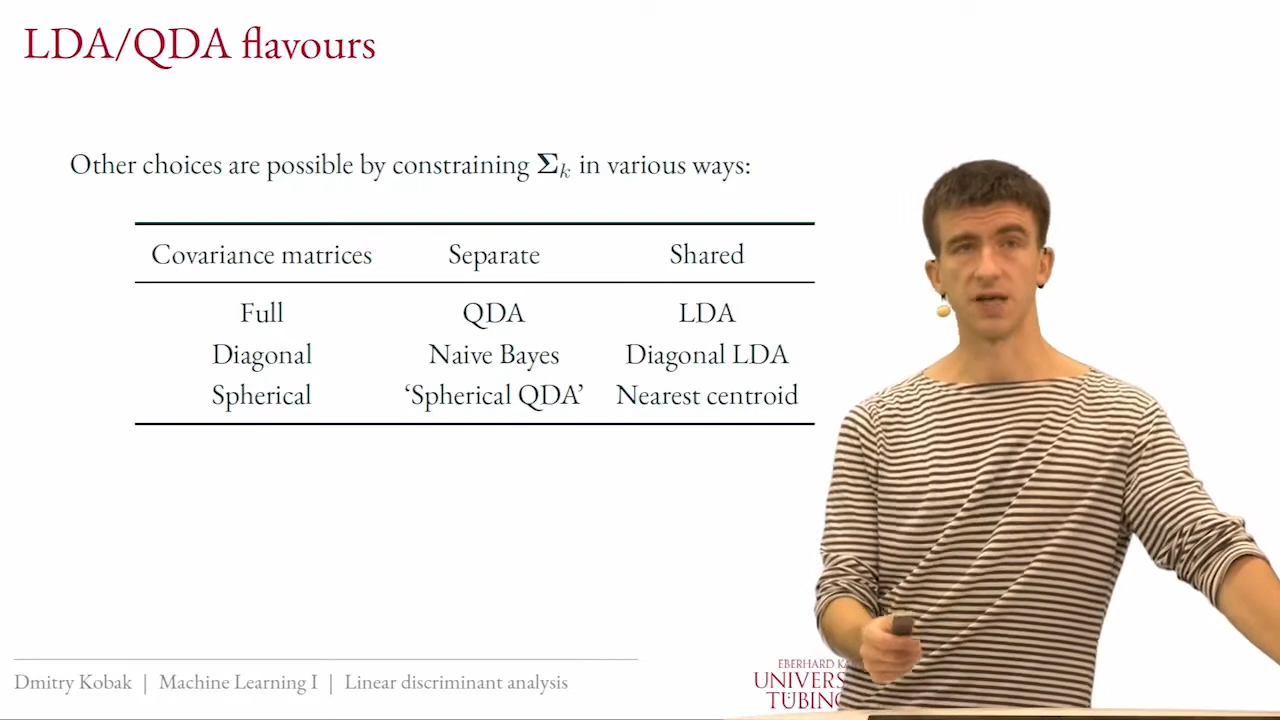 LDA/QDA flavours
Other choices are possible by constraining Σk in various ways:
Covariance matrices Separate Shared
Full QDA LDA
Diagonal Naive Bayes Diagonal LDA
Spherical ‘Spherical QDA’ Nearest centroid
Dmitry Kobak | Machine Learning I | Linear discriminant analysis
EBERHARD